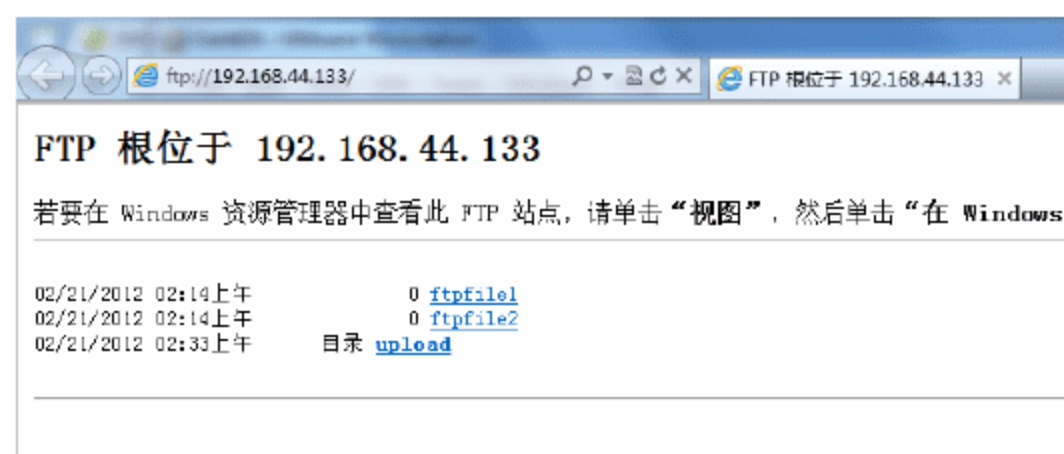 ftp://192.168.44.133/
FTP 根位于 192.168.44.133
FTP 根位于 192.168.44.133
若要在 Windows 资源管理器中查看此 FTP 站点，请单击“视图”，然后单击“在 Windows
02/21/2012 02:14上午 0 ftpfile1
02/21/2012 02:14上午 0 ftpfile2
02/21/2012 02:33上午 目录 upload